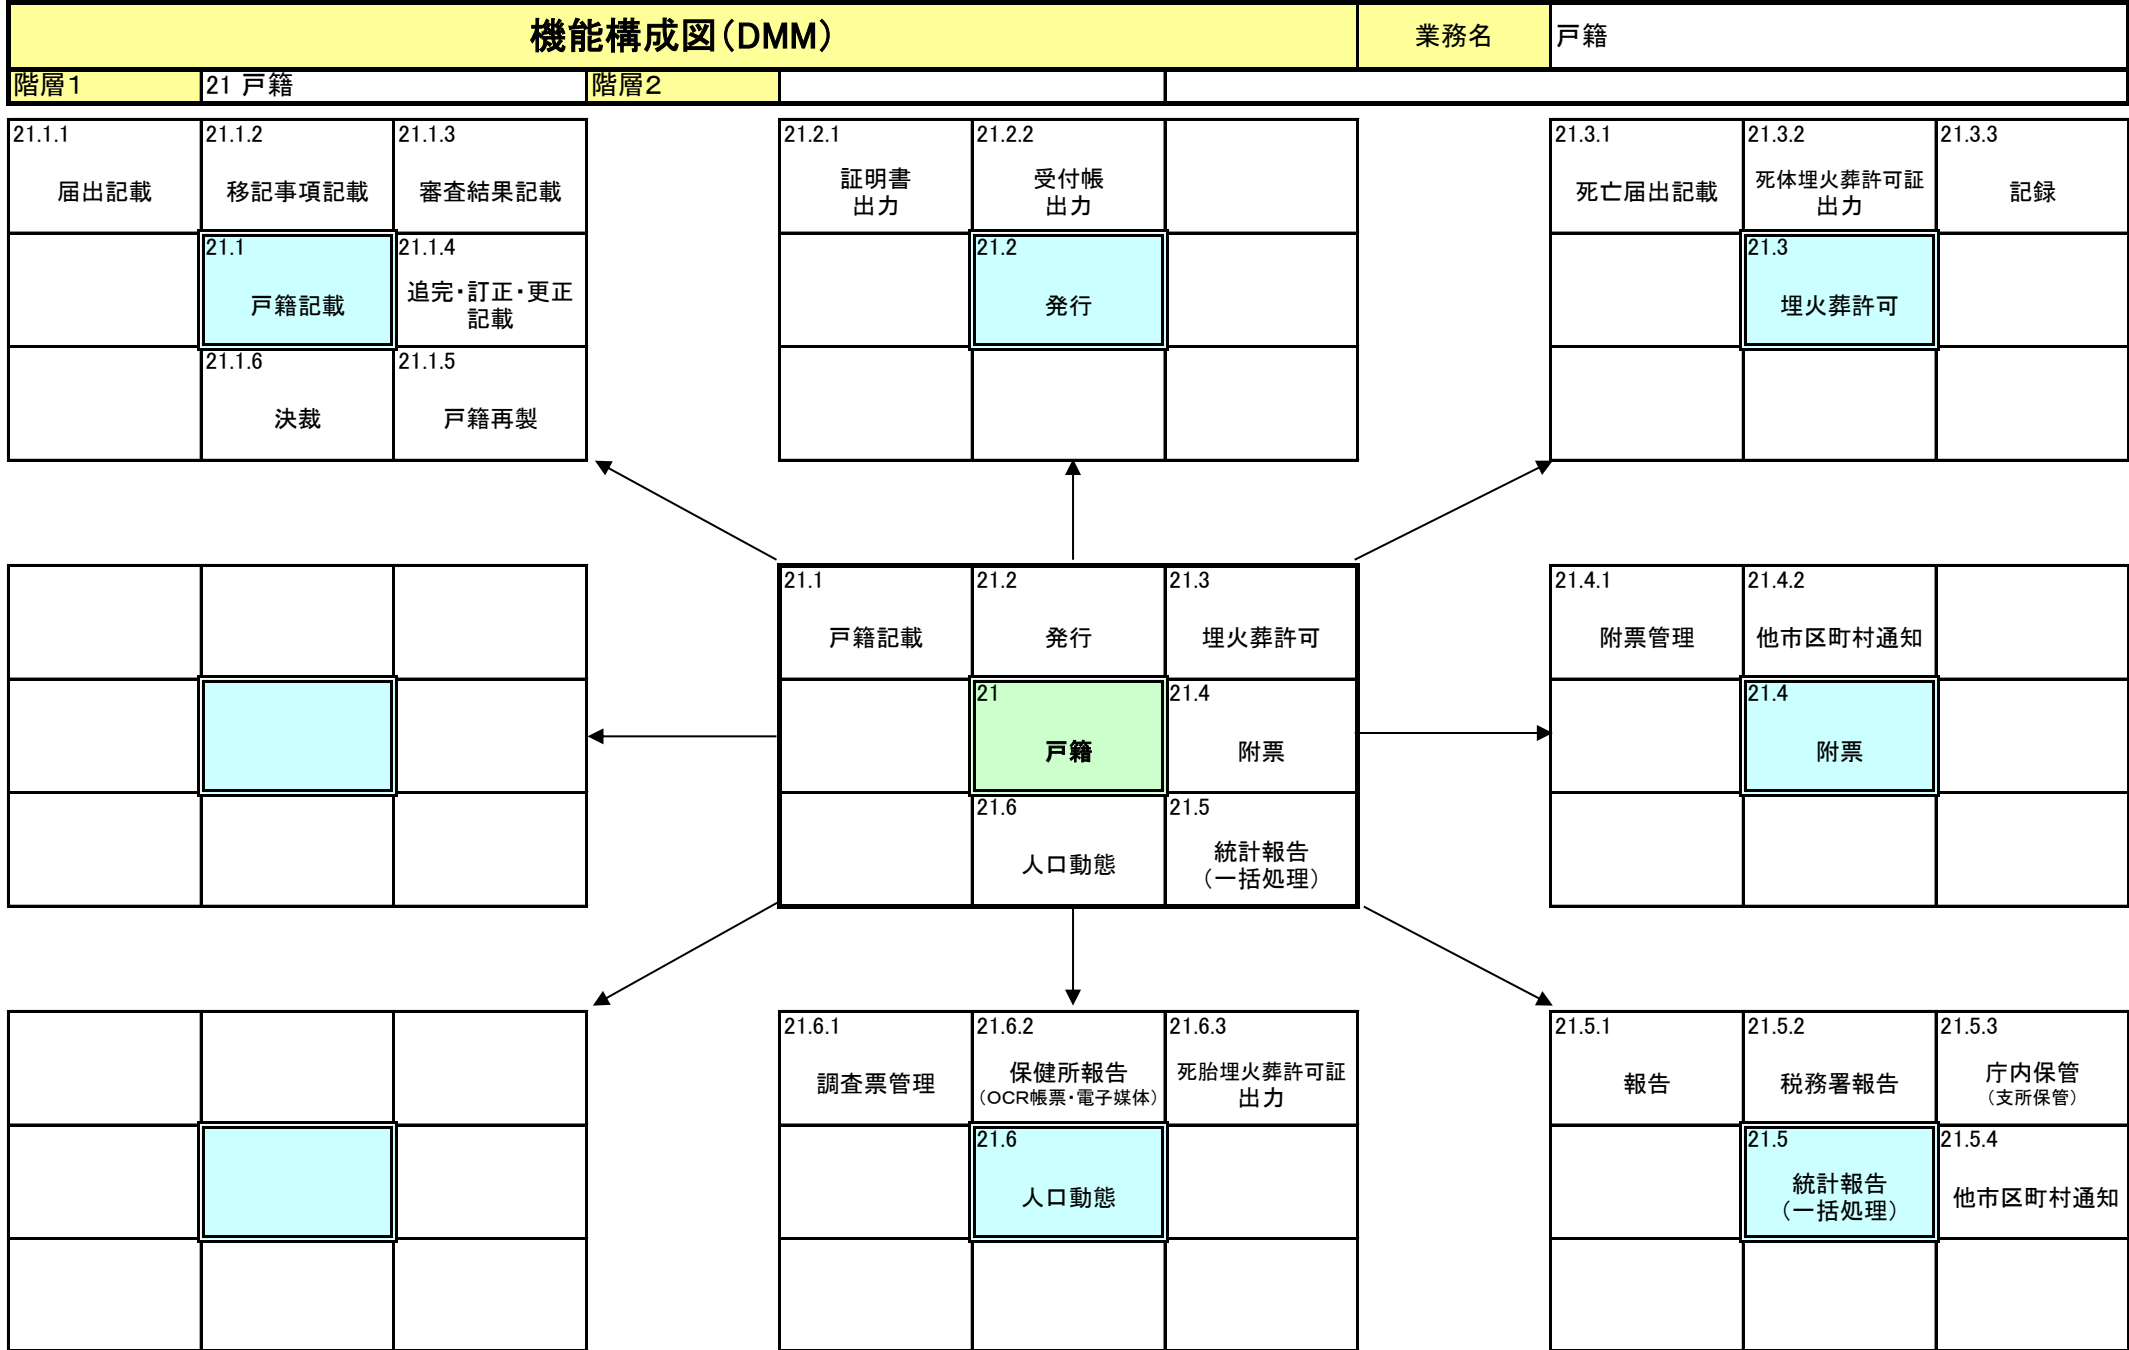 機能構成図(DMM)
業務名
戸籍
階層1
21 戸籍
階層2
21.1.1
届出記載
21.1.2
移記事項記載
21.1.3
審査結果記載
21.1
戸籍記載
21.1.4
追完・訂正・更正
記載
21.1.6
決裁
21.1.5
戸籍再製
21.2.1
証明書
出力
21.2.2
受付帳
出力
21.2
発行
21.3.1
死亡届出記載
21.3.2
死体埋火葬許可証
出力
21.3.3
記録
21.3
埋火葬許可
21.1
戸籍記載
21.2
発行
21.3
埋火葬許可
21
戸籍
21.4
附票
21.6
人口動態
21.5
統計報告
(一括処理)
21.4.1
附票管理
21.4.2
他市区町村通知
21.4
附票
21.6.1
調査票管理
21.6.2
保健所報告
(OCR帳票・電子媒体)
21.6.3
死胎埋火葬許可証
出力
21.6
人口動態
21.5.1
報告
21.5.2
税務署報告
21.5.3
庁内保管
(支所保管)
21.5
統計報告
(一括処理)
21.5.4
他市区町村通知